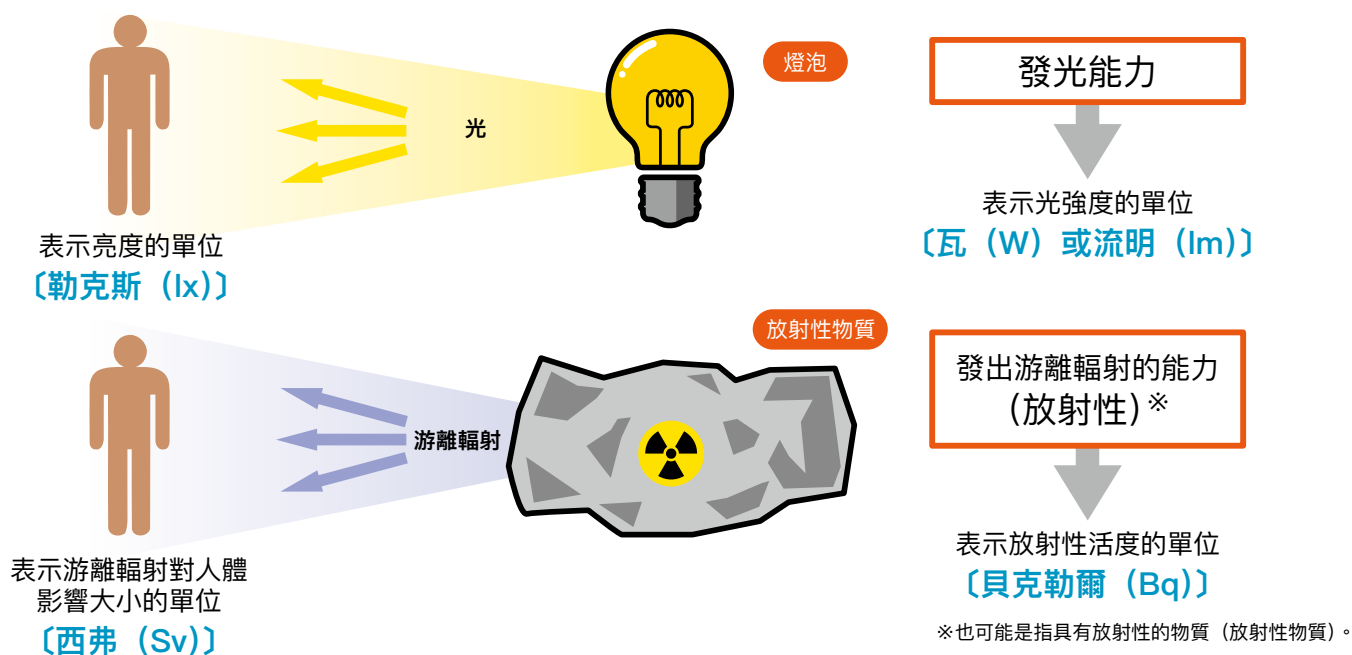 燈泡
發光能力
光
表示光強度的單位
〔瓦（W）或流明（lm）〕
表示亮度的單位
〔勒克斯（lx）〕
放射性物質
發出游離輻射的能力
（放射性）※
游離輻射
表示放射性活度的單位
〔貝克勒爾（Bq）〕
表示游離輻射對人體
影響大小的單位
〔西弗（Sv）〕
※也可能是指具有放射性的物質（放射性物質）。